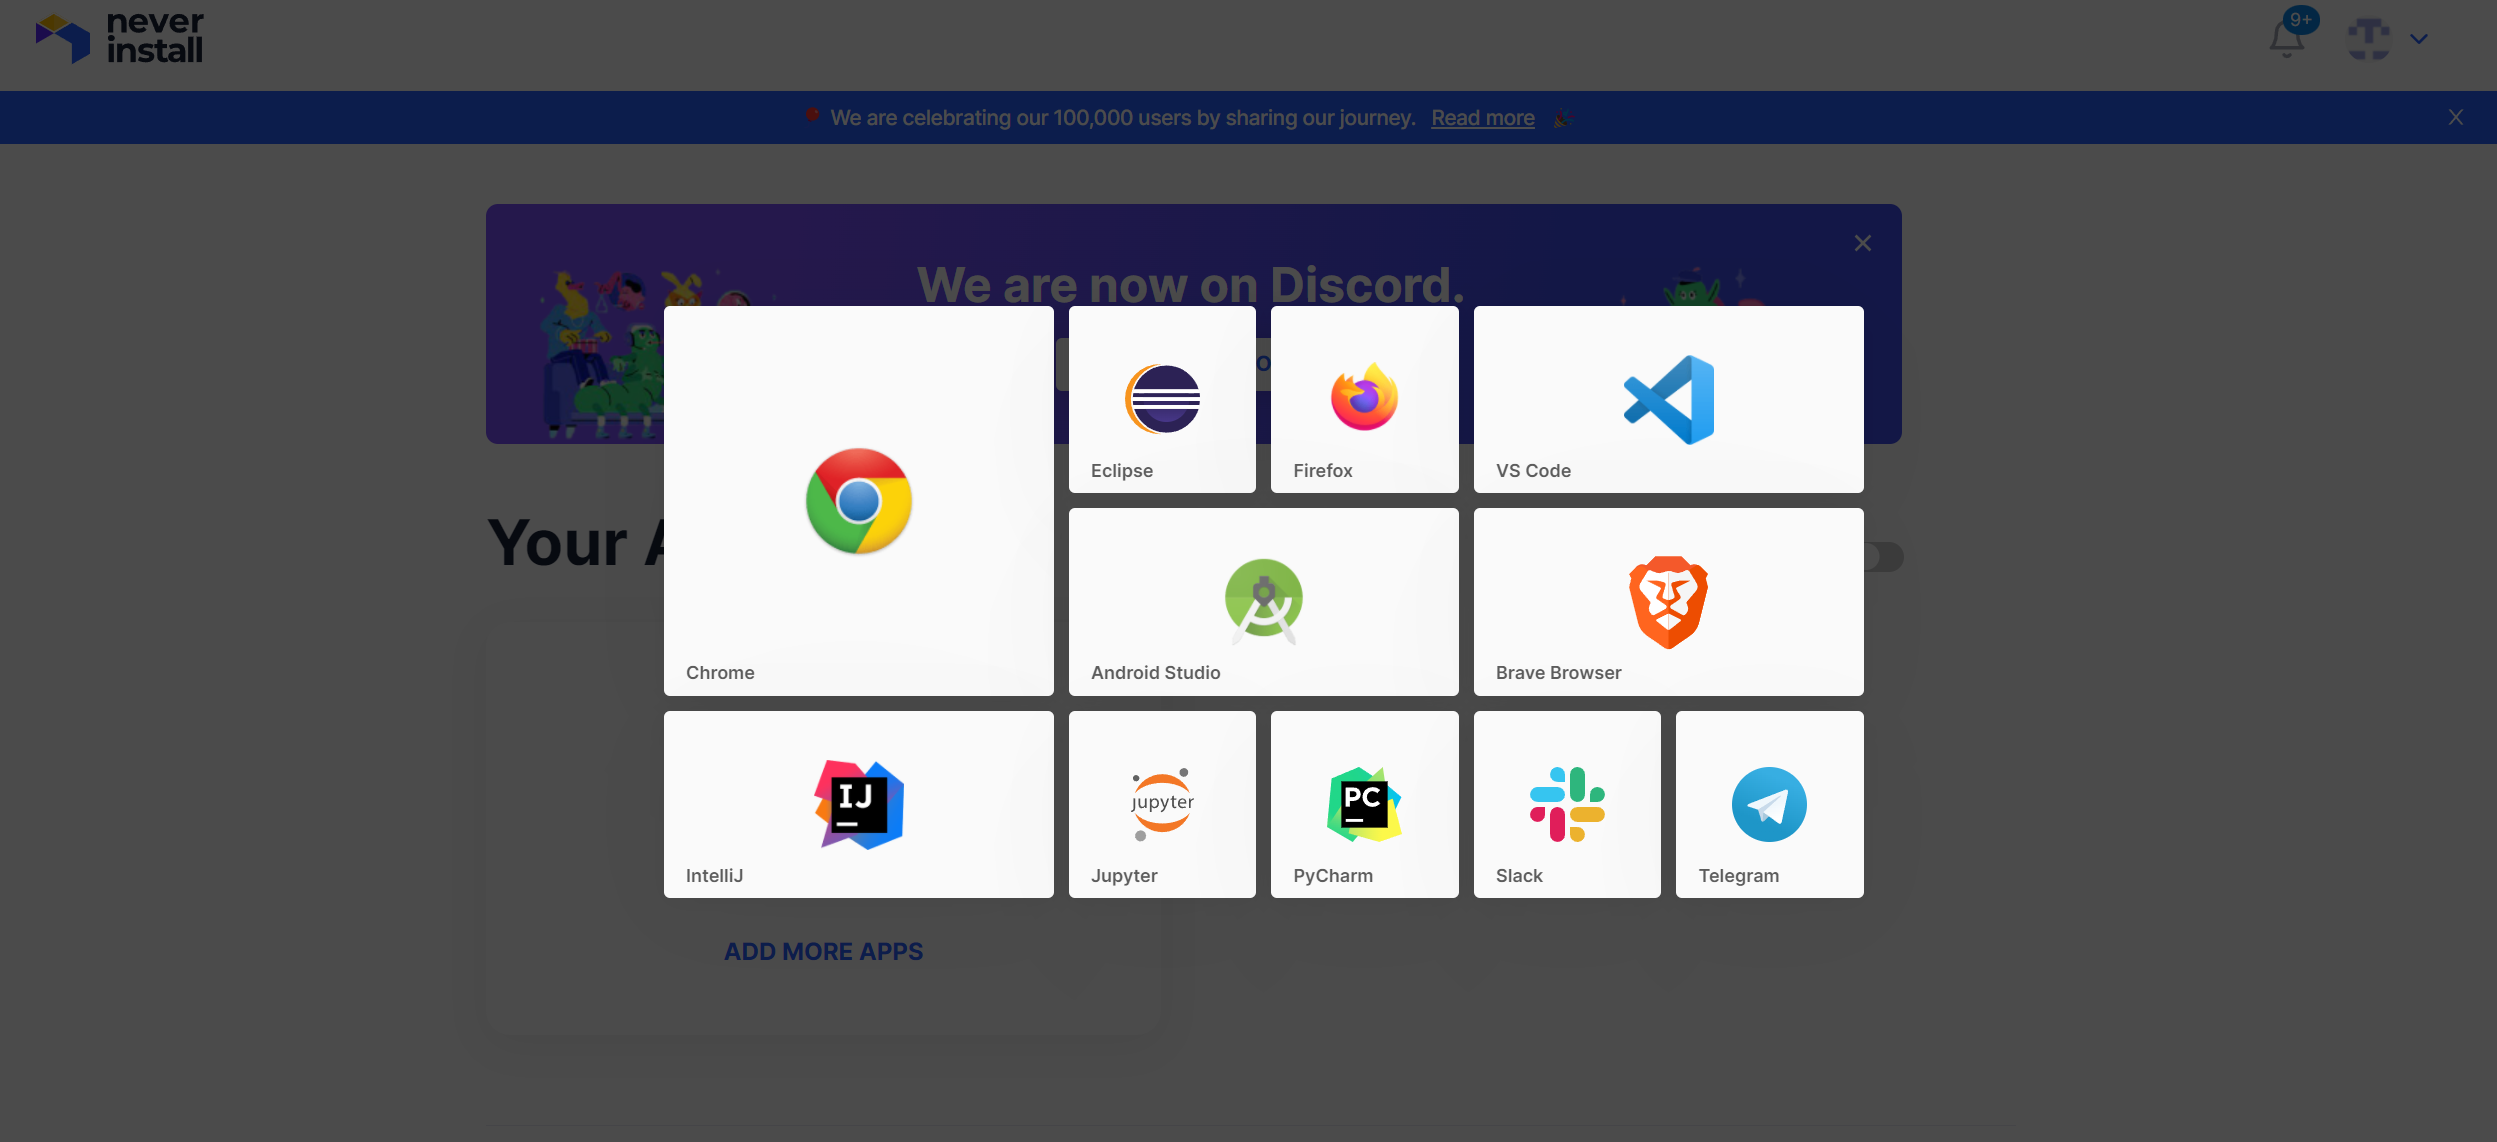 never
install
9+
We are celebrating our 100,000 users by sharing our journey. Read more
X
We are now on Discord.
Eclipse
Firefox
VS Code
Your
Chrome
Android Studio
Brave Browser
IJ
jupyter
PC
IntelliJ
Jupyter
PyCharm
Slack
Telegram
ADD MORE APPS